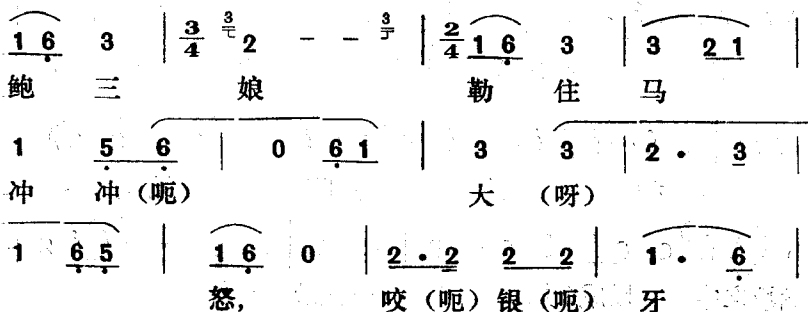 1 6 3 | 3/4 3 2 - - 3 | 2/4 1 6 3 | 3 2 1 |
鲍 三 娘 勒 住 马
1 5 6 | 0 6 1 | 3 3 | 2 · 3
冲 冲 (呃) 大 (呀)
1 6 5 | 1 6 0 | 2 · 2 2 2 | 1 · 6 |
怒, 咬 (呃) 银 (呃) 牙